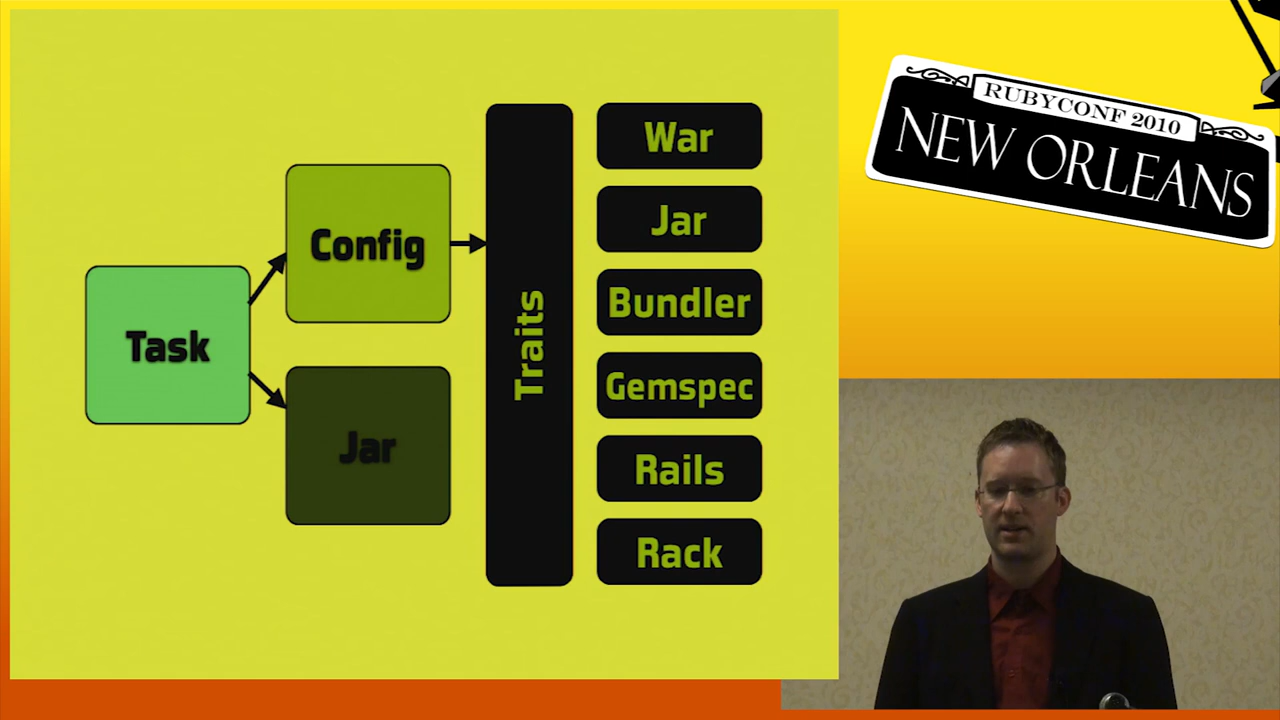 Task
Config
Jar
Traits
War
Jar
Bundler
Gemspec
Rails
Rack
RUBYCONF 2010
NEW ORLEANS